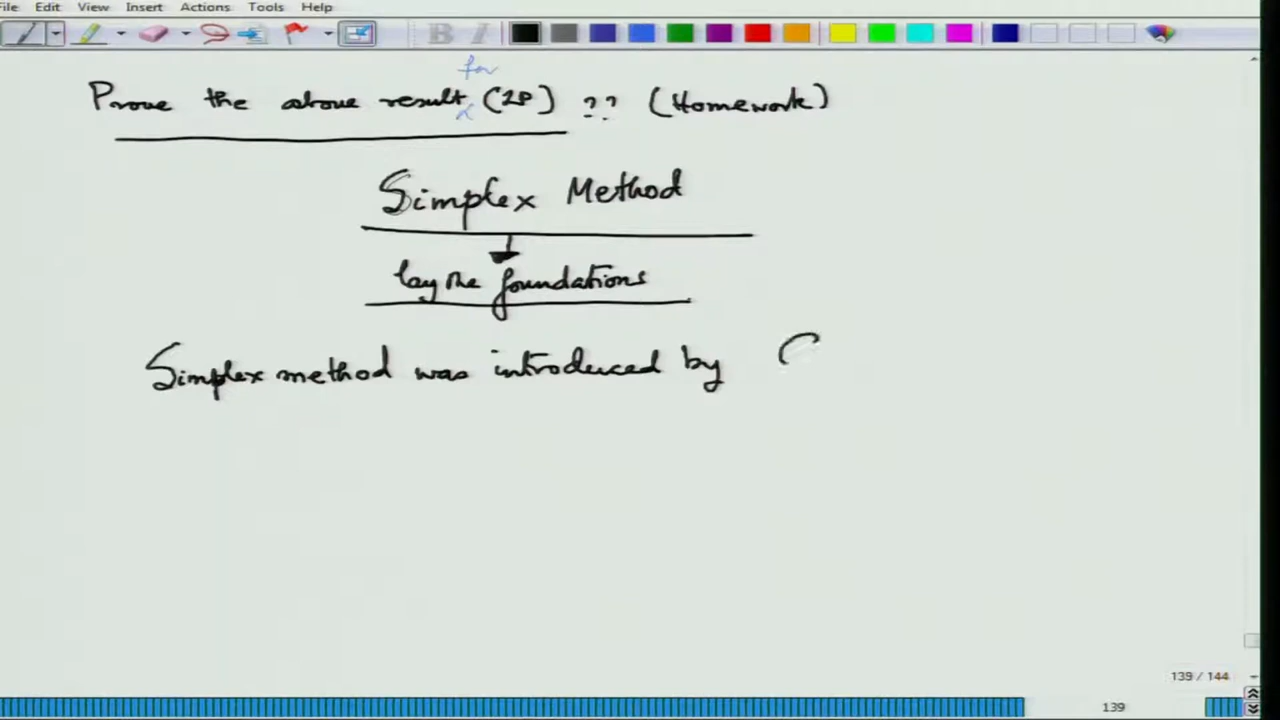 File Edit View Insert Actions Tools Help
for
Prove the above result (LP) ?? (Homework)
Simplex Method
lay the foundations
Simplex method was introduced by
139 / 144
139